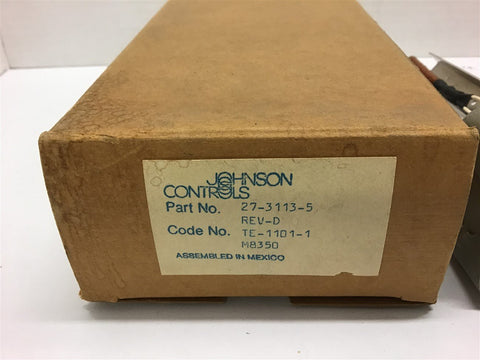 JOHNSON
CONTROLS
Part No. 27-3113-5
REV-D
Code No. TE-1101-1
M8350
ASSEMBLED IN MEXICO